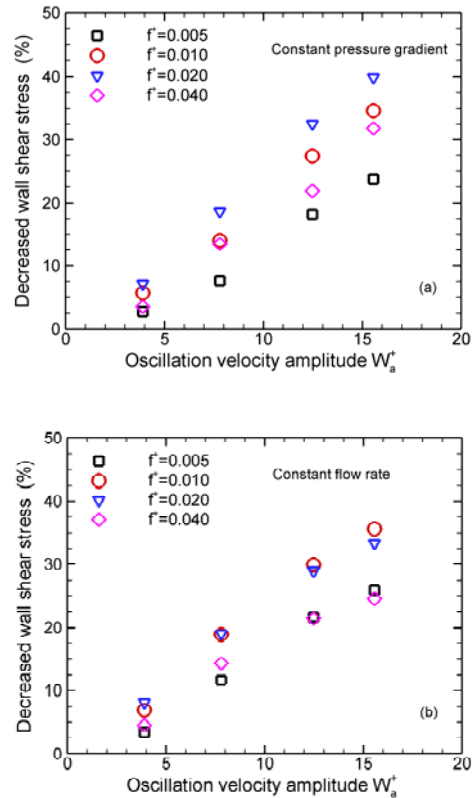 50
40
30
20
10
0
Decreased wall shear stress (%)
f⁺=0.005
f⁺=0.010
f⁺=0.020
f⁺=0.040
Constant pressure gradient
(a)
0 5 10 15 20
Oscillation velocity amplitude Wₐ⁺
50
40
30
20
10
0
Decreased wall shear stress (%)
f⁺=0.005
f⁺=0.010
f⁺=0.020
f⁺=0.040
Constant flow rate
(b)
0 5 10 15 20
Oscillation velocity amplitude Wₐ⁺